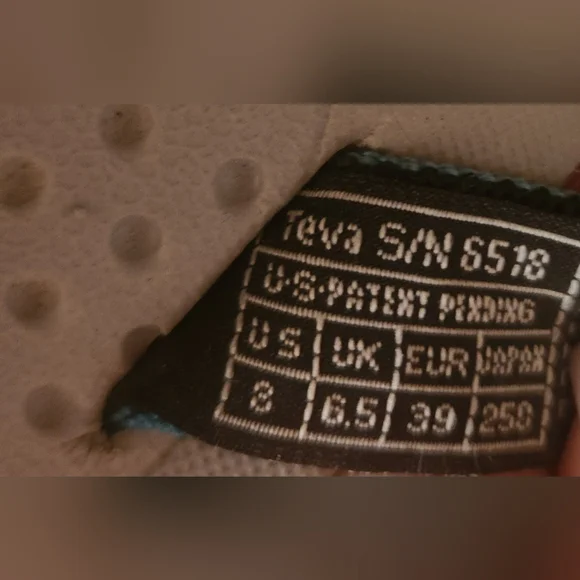 Teva S/N 6518
U.S. PATENT PENDING
US UK EUR JAPAN
8 6.5 39 250